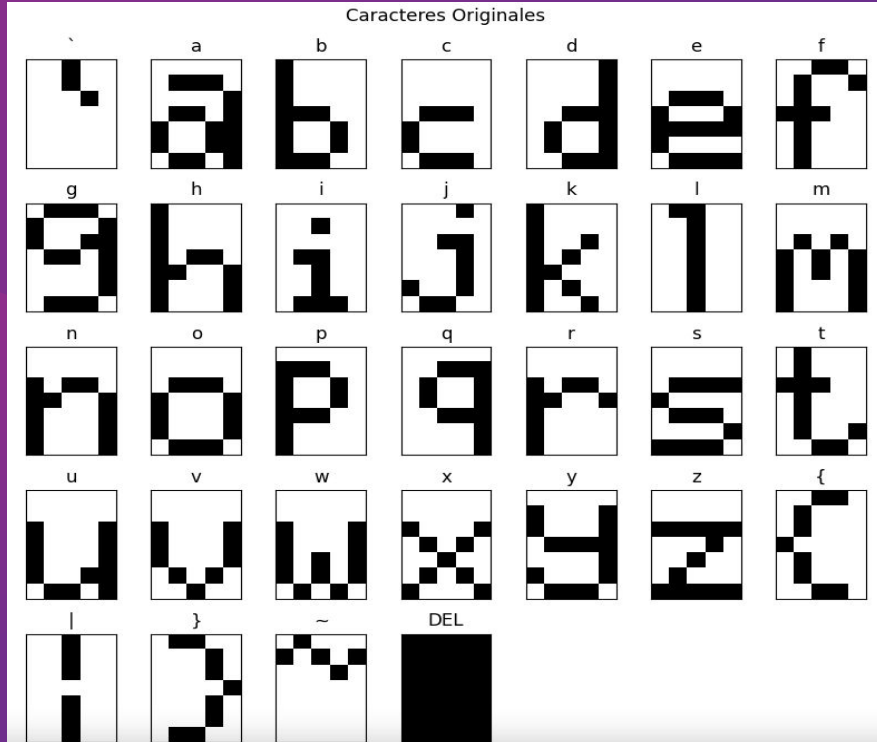 Caracteres Originales
` a b c d e f
g h i j k l m
n o p q r s t
u v w x y z {
| } ~ DEL